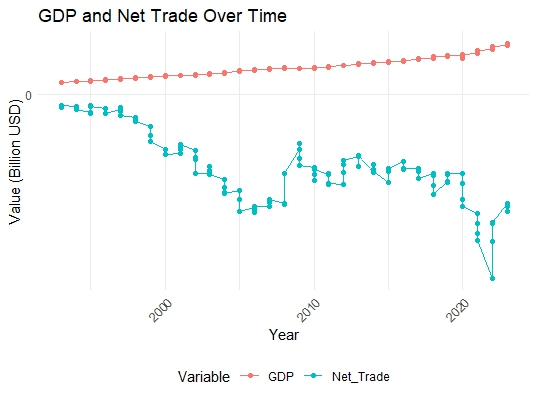 GDP and Net Trade Over Time
Value (Billion USD)
0
2000
2010
2020
Year
Variable
GDP
Net_Trade